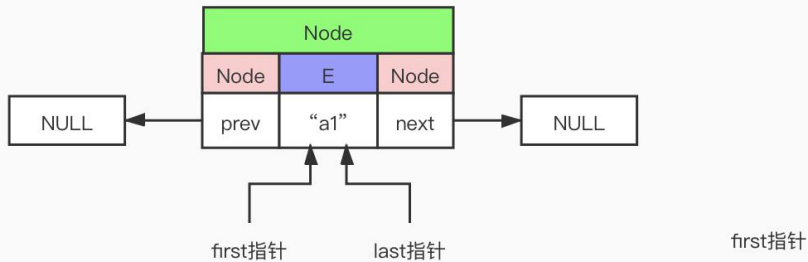 Node
Node E Node
NULL prev “a1” next NULL
first指针 last指针 first指针